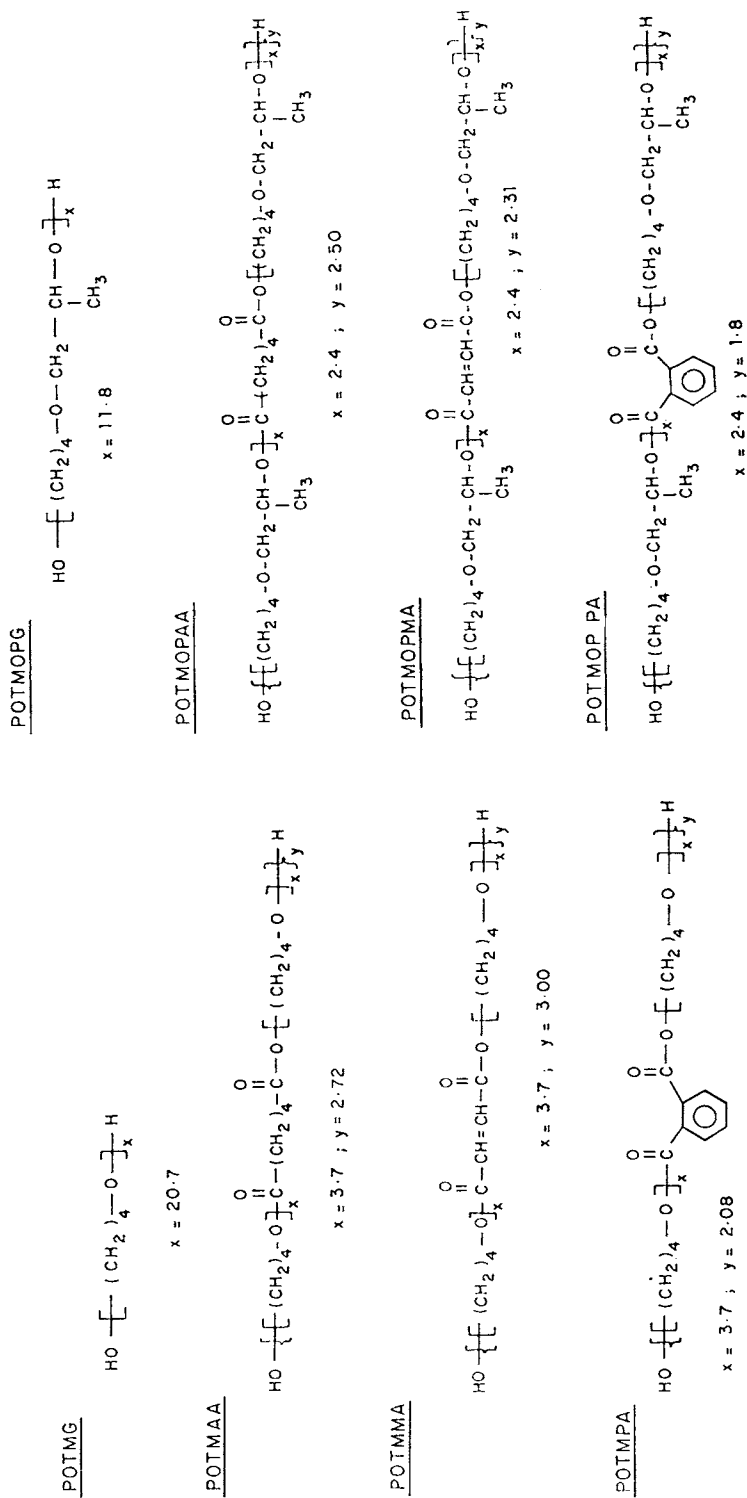 POTMG
HO-[-(CH2)4-O-]x-H
x = 20·7
POTMAA
HO-{-[-(CH2)4-O-]x-C(=O)-(CH2)4-C(=O)-O-[-(CH2)4-O-]x-}y-H
x = 3·7 ; y = 2·72
POTMMA
HO-{-[-(CH2)4-O-]x-C(=O)-CH=CH-C(=O)-O-[-(CH2)4-O-]x-}y-H
x = 3·7 ; y = 3·00
POTMPA
HO-{-[-(CH2)4-O-]x-C(=O) C(=O)-O-[-(CH2)4-O-]x-}y-H
x = 3·7 ; y = 2·08
POTMOPG
HO-[-(CH2)4-O-CH2-CH-O-]x-H
CH3
x = 11·8
POTMOPAA
HO-{-[-(CH2)4-O-CH2-CH-O-]x-C(=O)-(CH2)4-C(=O)-O-[-(CH2)4-O-CH2-CH-O-]x-}y-H
CH3 CH3
x = 2·4 ; y = 2·50
POTMOPMA
HO-{-[-(CH2)4-O-CH2-CH-O-]x-C(=O)-CH=CH-C(=O)-O-[-(CH2)4-O-CH2-CH-O-]x-}y-H
CH3 CH3
x = 2·4 ; y = 2·31
POTMOP PA
HO-{-[-(CH2)4-O-CH2-CH-O-]x-C(=O) C(=O)-O-[-(CH2)4-O-CH2-CH-O-]x-}y-H
CH3 CH3
x = 2·4 ; y = 1·8